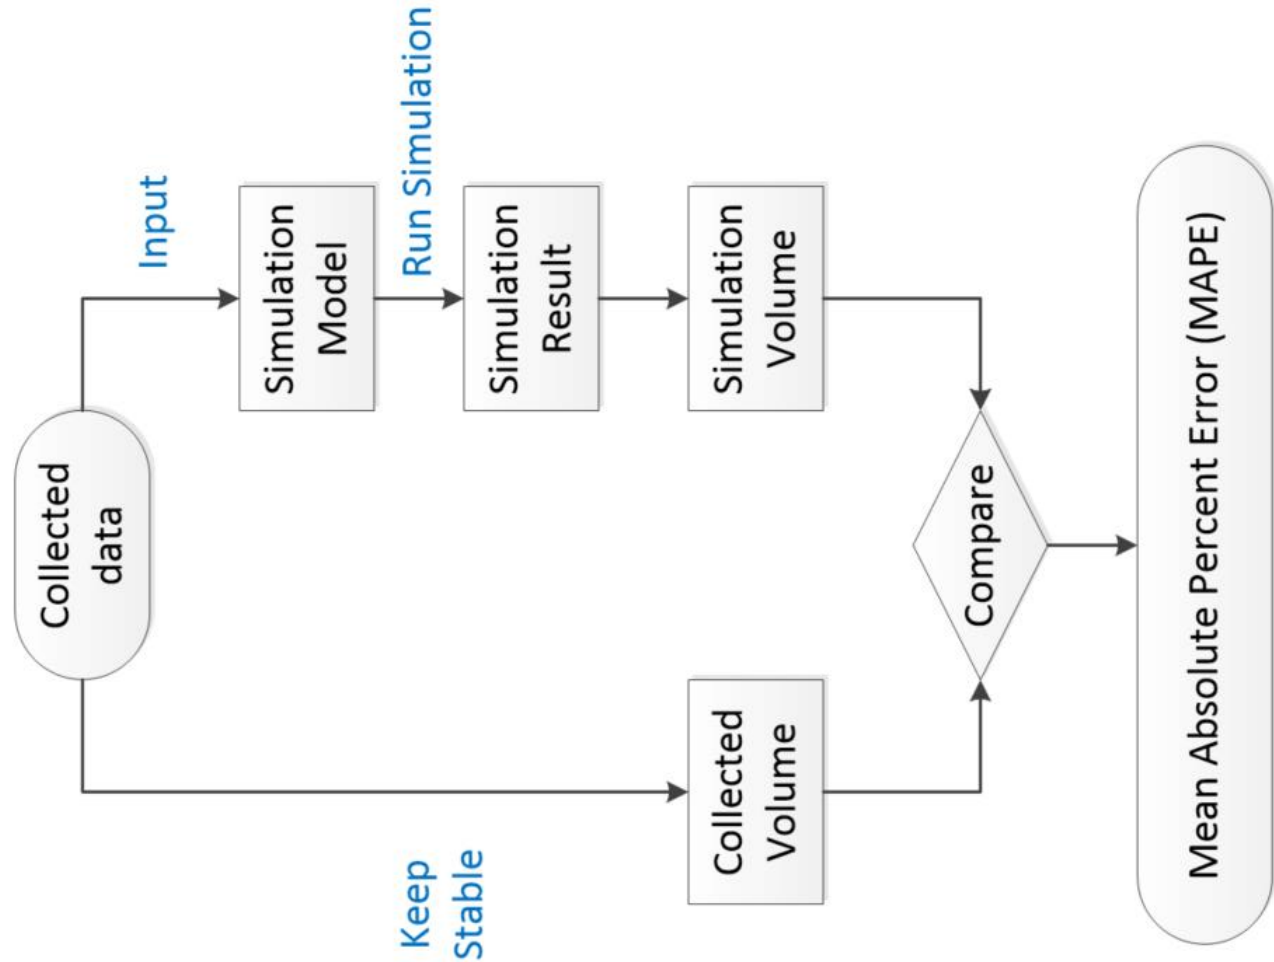 Collected
data
Input
Simulation
Model
Run Simulation
Simulation
Result
Simulation
Volume
Keep
Stable
Collected
Volume
Compare
Mean Absolute Percent Error (MAPE)